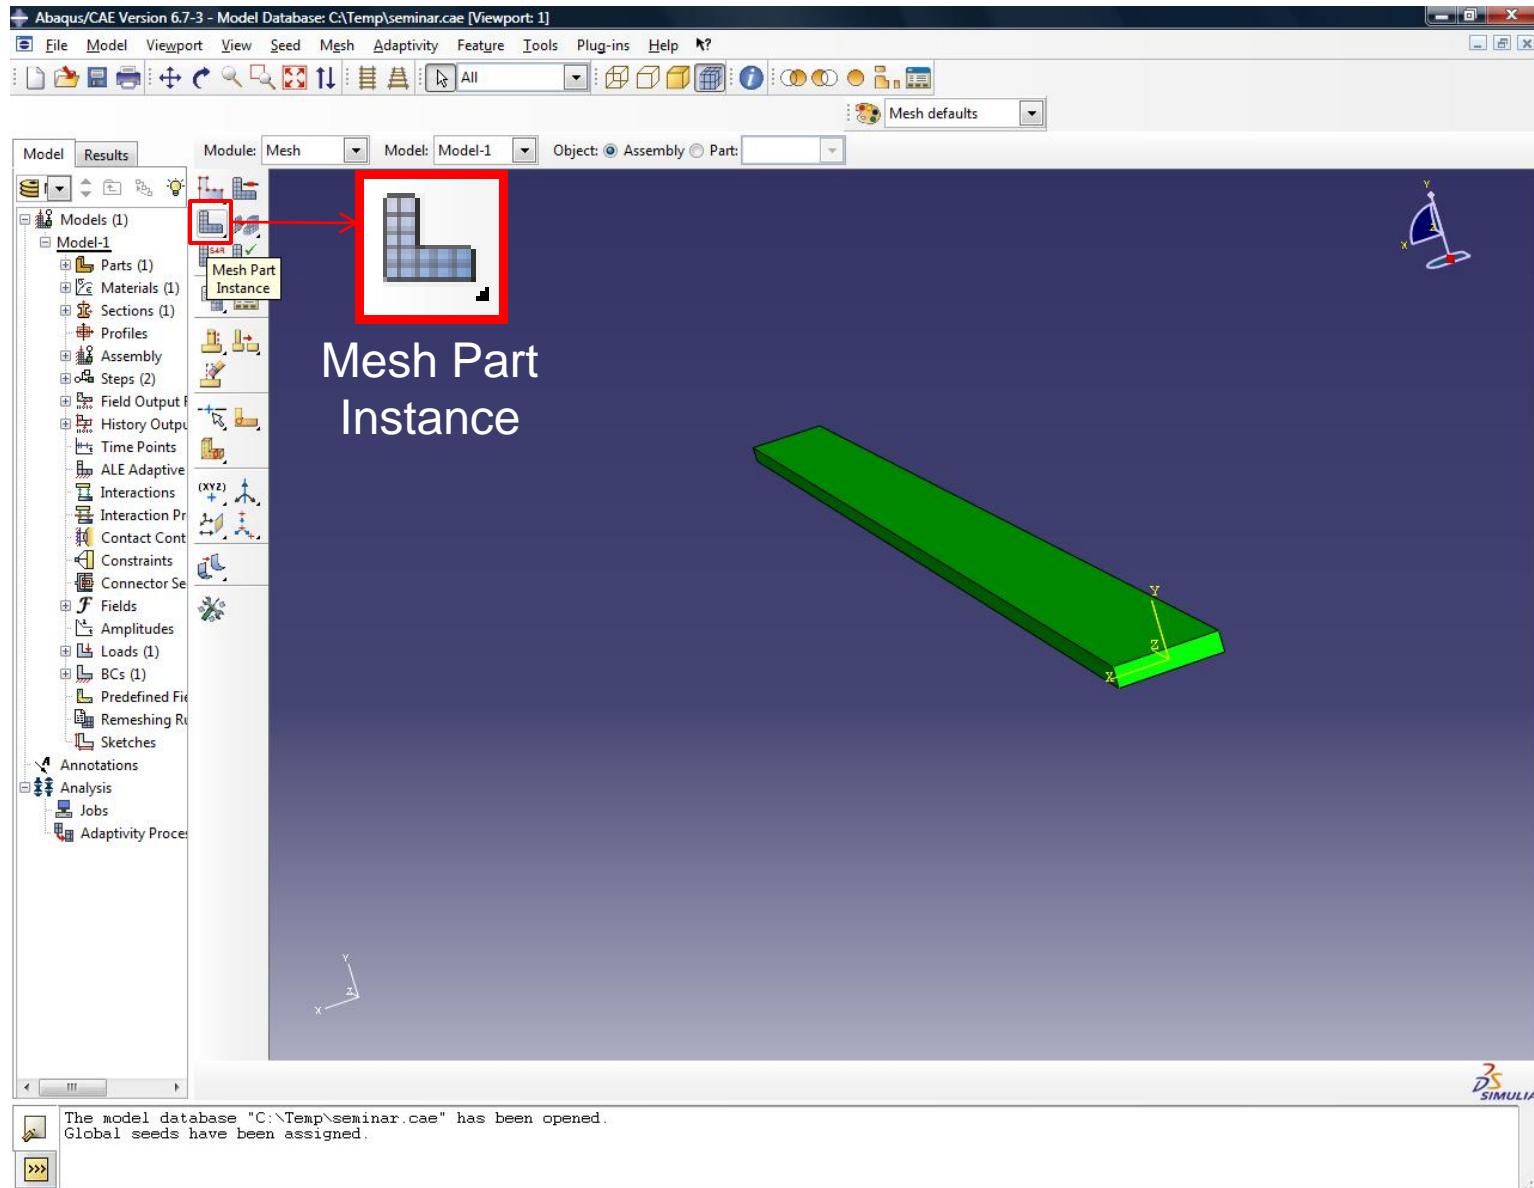 Abaqus/CAE Version 6.7-3 - Model Database: C:\Temp\seminar.cae [Viewport: 1]
File Model Viewport View Seed Mesh Adaptivity Feature Tools Plug-ins Help
All
Mesh defaults
Model Results Module: Mesh Model: Model-1 Object: Assembly Part:
Models (1)
Model-1
Parts (1)
Materials (1)
Sections (1)
Profiles
Assembly
Steps (2)
Field Output
History Outpu
Time Points
ALE Adaptive
Interactions
Interaction Pr
Contact Cont
Constraints
Connector Se
Fields
Amplitudes
Loads (1)
BCs (1)
Predefined Fie
Remeshing Ru
Sketches
Annotations
Analysis
Jobs
Adaptivity Proces
S4R
Mesh Part
Instance
(XYZ)
Mesh Part
Instance
Y
Z
X
Y
Z
X
Y
Z
X
SIMULIA
The model database "C:\Temp\seminar.cae" has been opened.
Global seeds have been assigned.
>>>